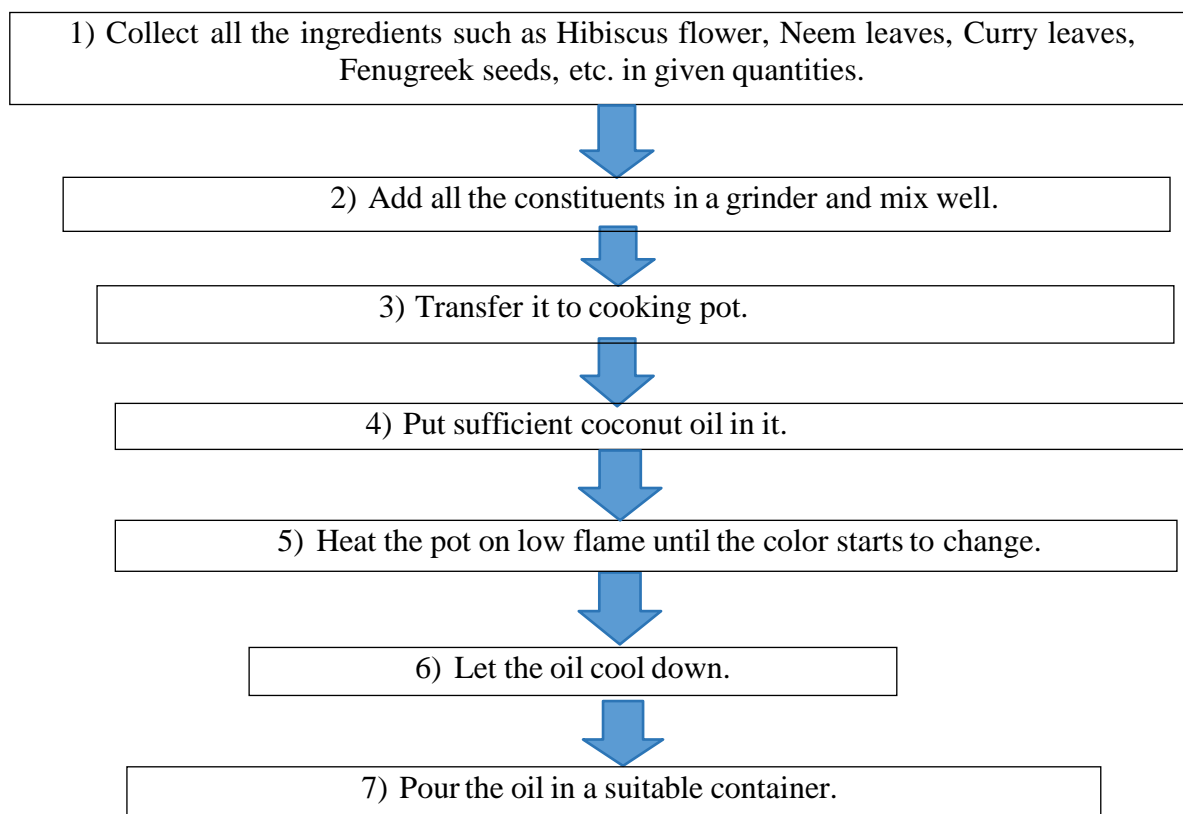 1) Collect all the ingredients such as Hibiscus flower, Neem leaves, Curry leaves,
Fenugreek seeds, etc. in given quantities.
2) Add all the constituents in a grinder and mix well.
3) Transfer it to cooking pot.
4) Put sufficient coconut oil in it.
5) Heat the pot on low flame until the color starts to change.
6) Let the oil cool down.
7) Pour the oil in a suitable container.